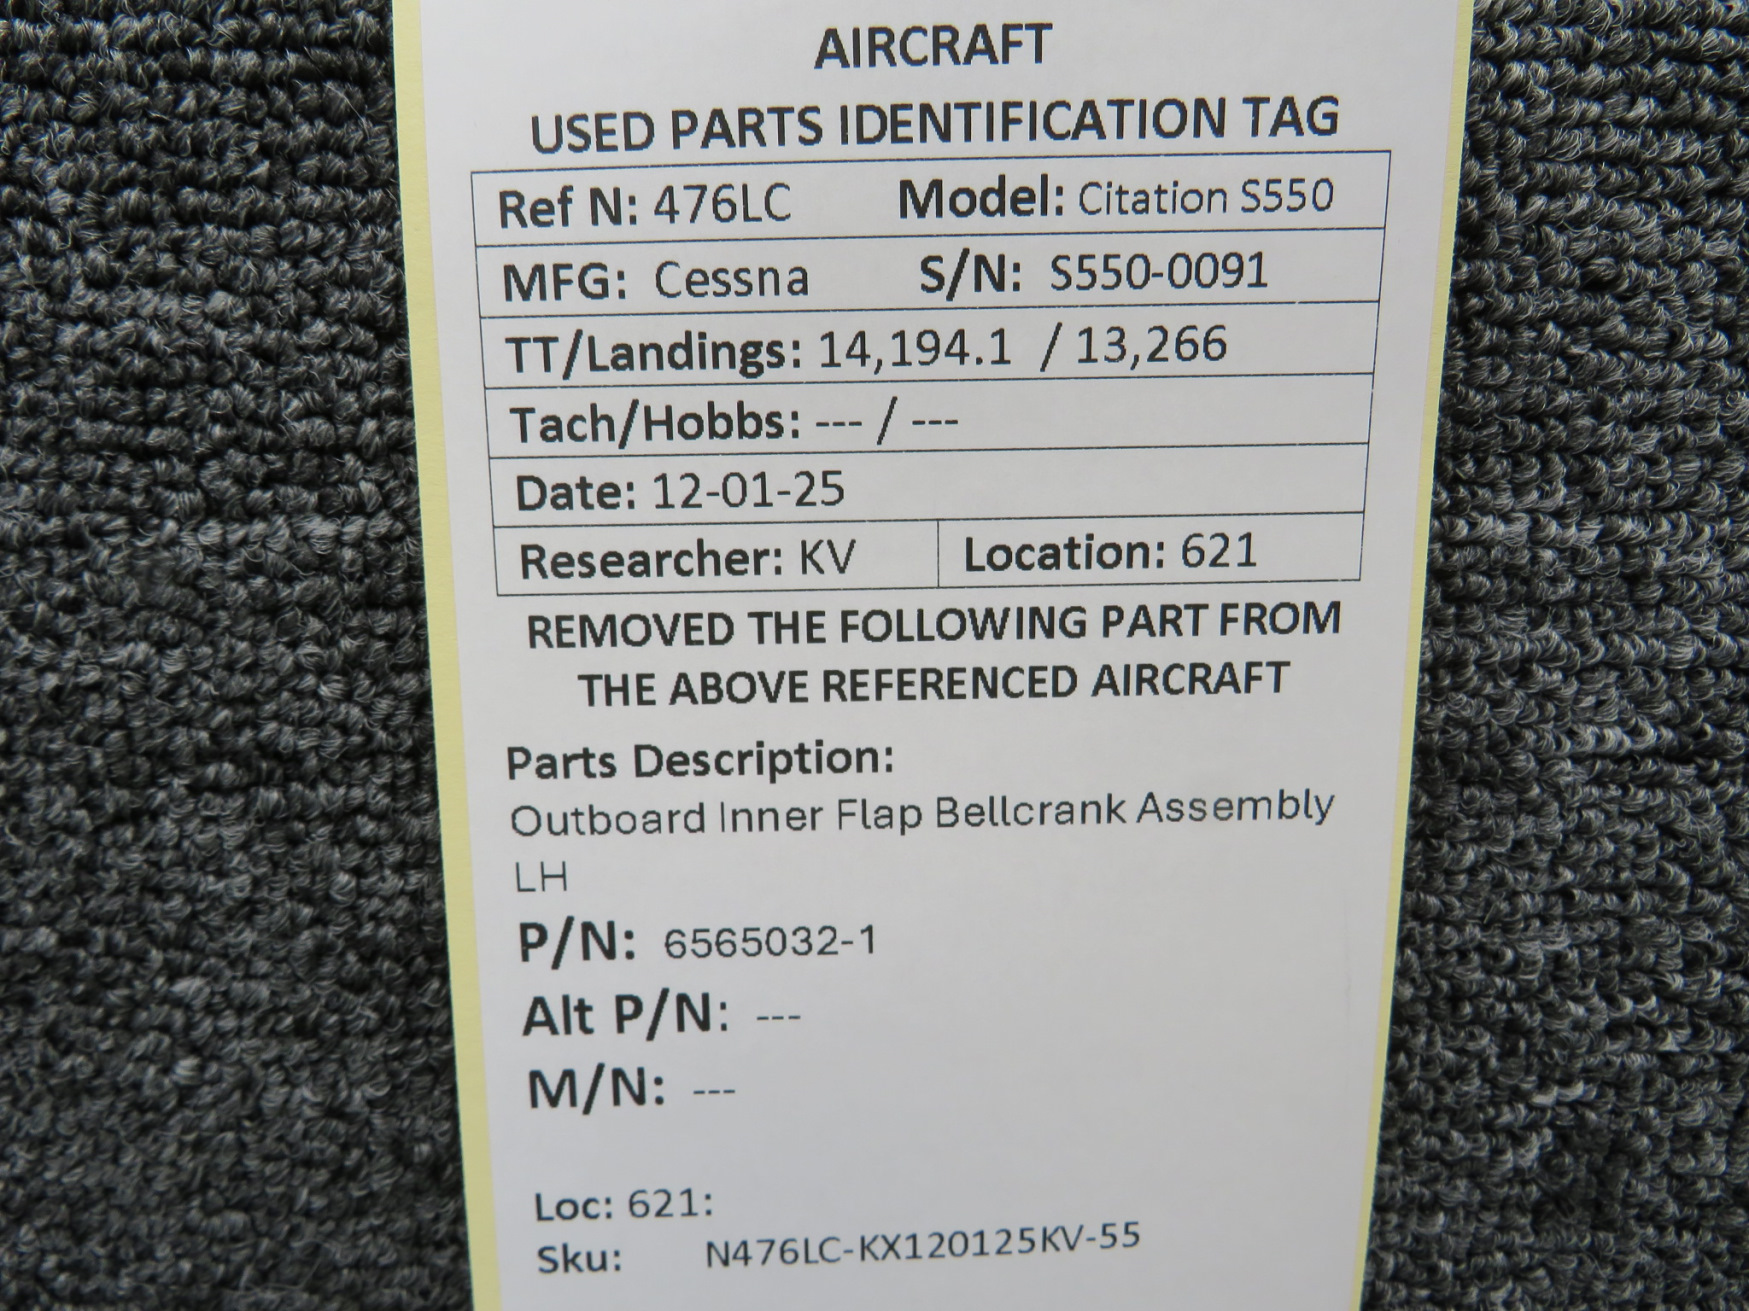 AIRCRAFT
USED PARTS IDENTIFICATION TAG
Ref N: 476LC Model: Citation S550
MFG: Cessna S/N: S550-0091
TT/Landings: 14,194.1 / 13,266
Tach/Hobbs: --- / ---
Date: 12-01-25
Researcher: KV Location: 621
REMOVED THE FOLLOWING PART FROM
THE ABOVE REFERENCED AIRCRAFT
Parts Description:
Outboard Inner Flap Bellcrank Assembly
LH
P/N: 6565032-1
Alt P/N: ---
M/N: ---
Loc: 621:
Sku: N476LC-KX120125KV-55